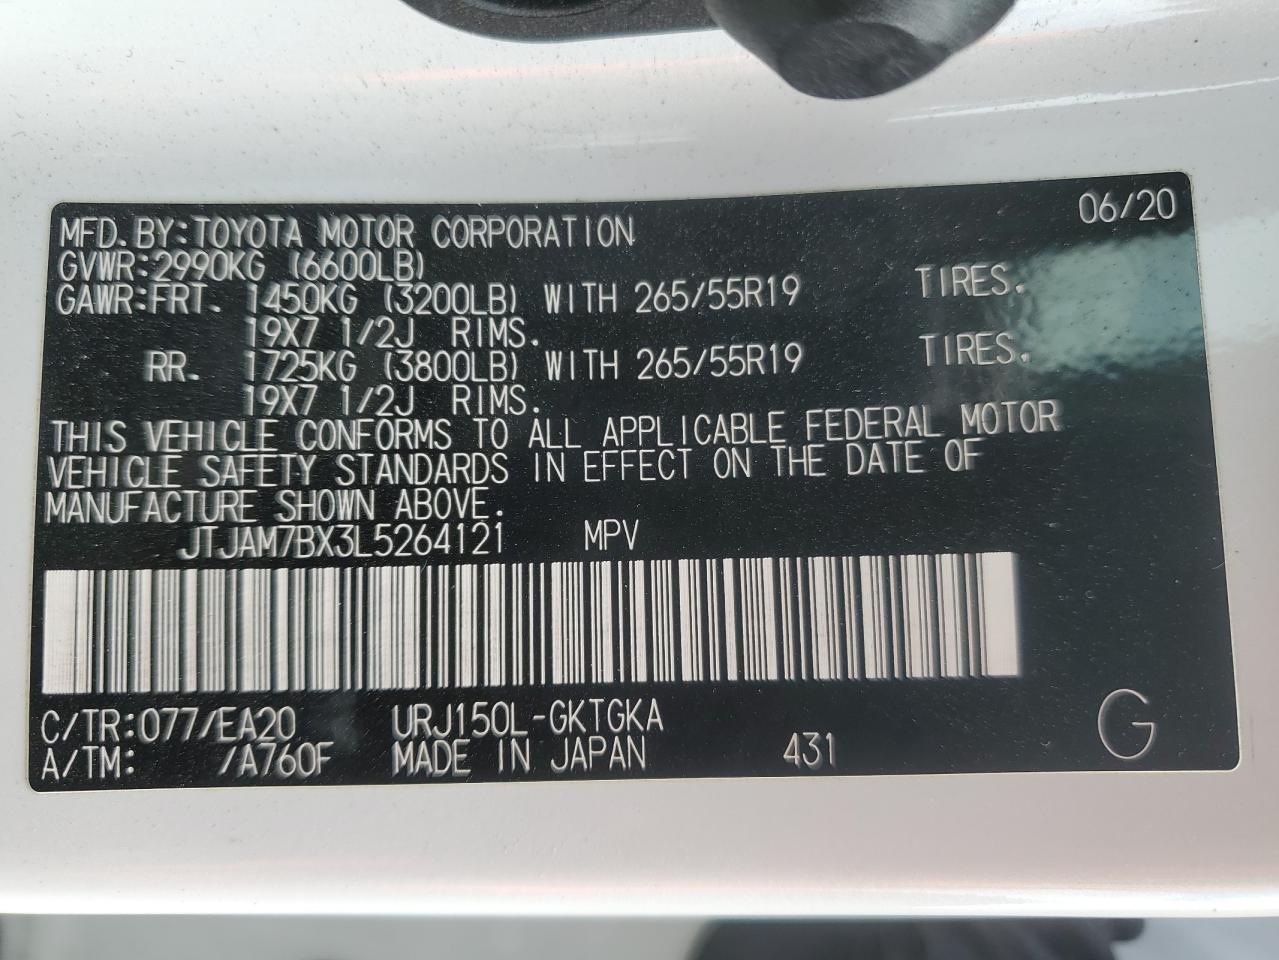 06/20
MFD.BY:TOYOTA MOTOR CORPORATION
GVWR:2990KG (6600LB)
GAWR:FRT. 1450KG (3200LB) WITH 265/55R19 TIRES.
19X7 1/2J RIMS.
RR. 1725KG (3800LB) WITH 265/55R19 TIRES.
19X7 1/2J RIMS.
THIS VEHICLE CONFORMS TO ALL APPLICABLE FEDERAL MOTOR
VEHICLE SAFETY STANDARDS IN EFFECT ON THE DATE OF
MANUFACTURE SHOWN ABOVE.
JTJAM7BX3L5264121 MPV
C/TR:077/EA20 URJ150L-GKTGKA
A/TM: /A760F MADE IN JAPAN 431 G